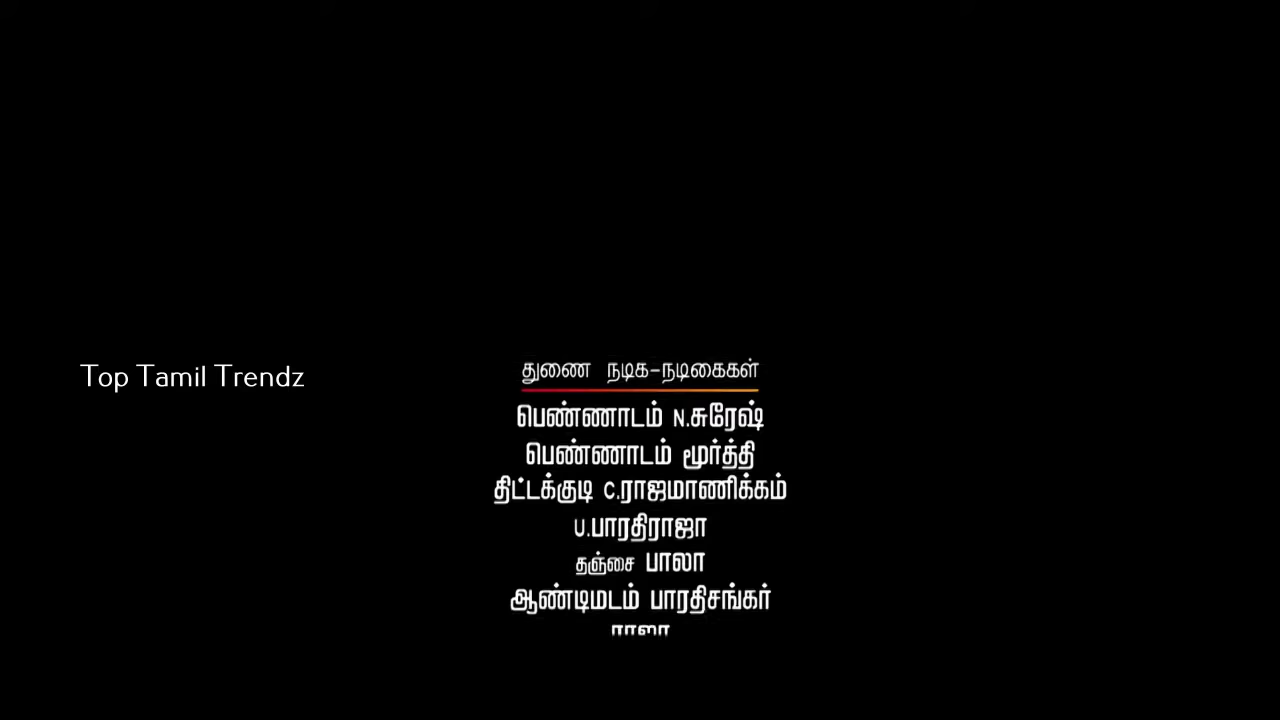 Top Tamil Trendz
துணை நடிக-நடிகைகள்
பெண்ணாடம் N.சுரேஷ்
பெண்ணாடம் மூர்த்தி
திட்டக்குடி C.ராஜமாணிக்கம்
U.பாரதிராஜா
தஞ்சை பாலா
ஆண்டிமடம் பாரதிசங்கர்